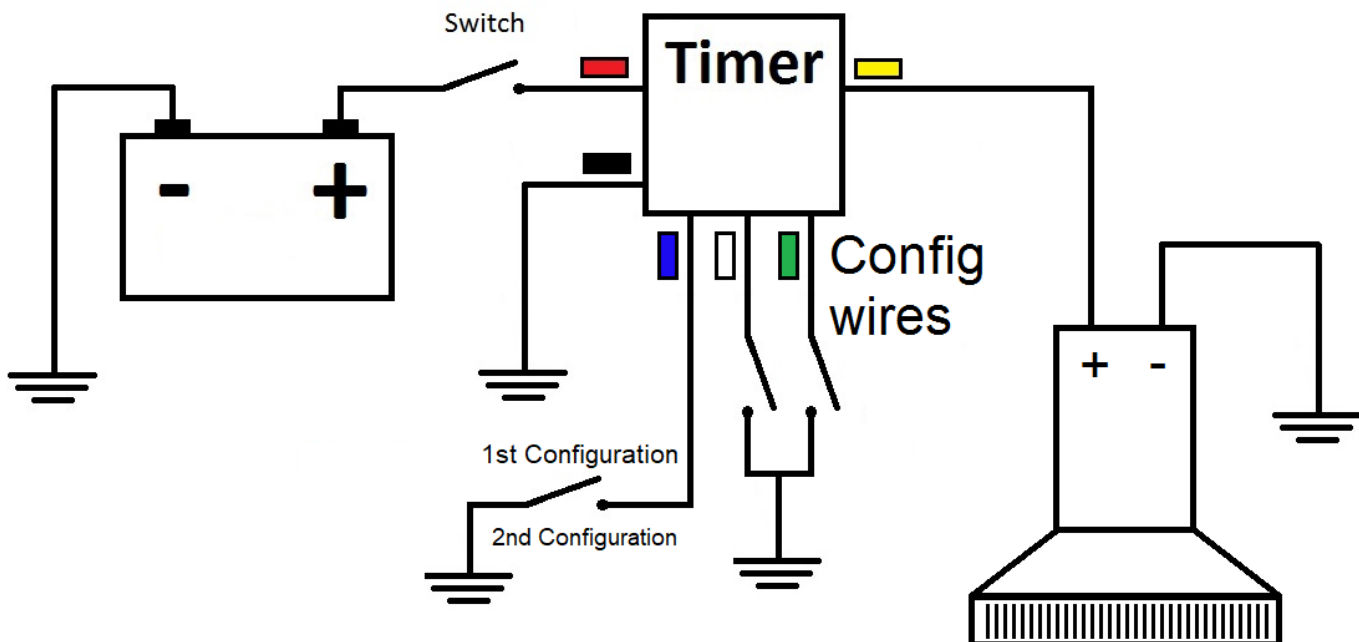 Switch
Timer
- +
Config
wires
+ -
1st Configuration
2nd Configuration